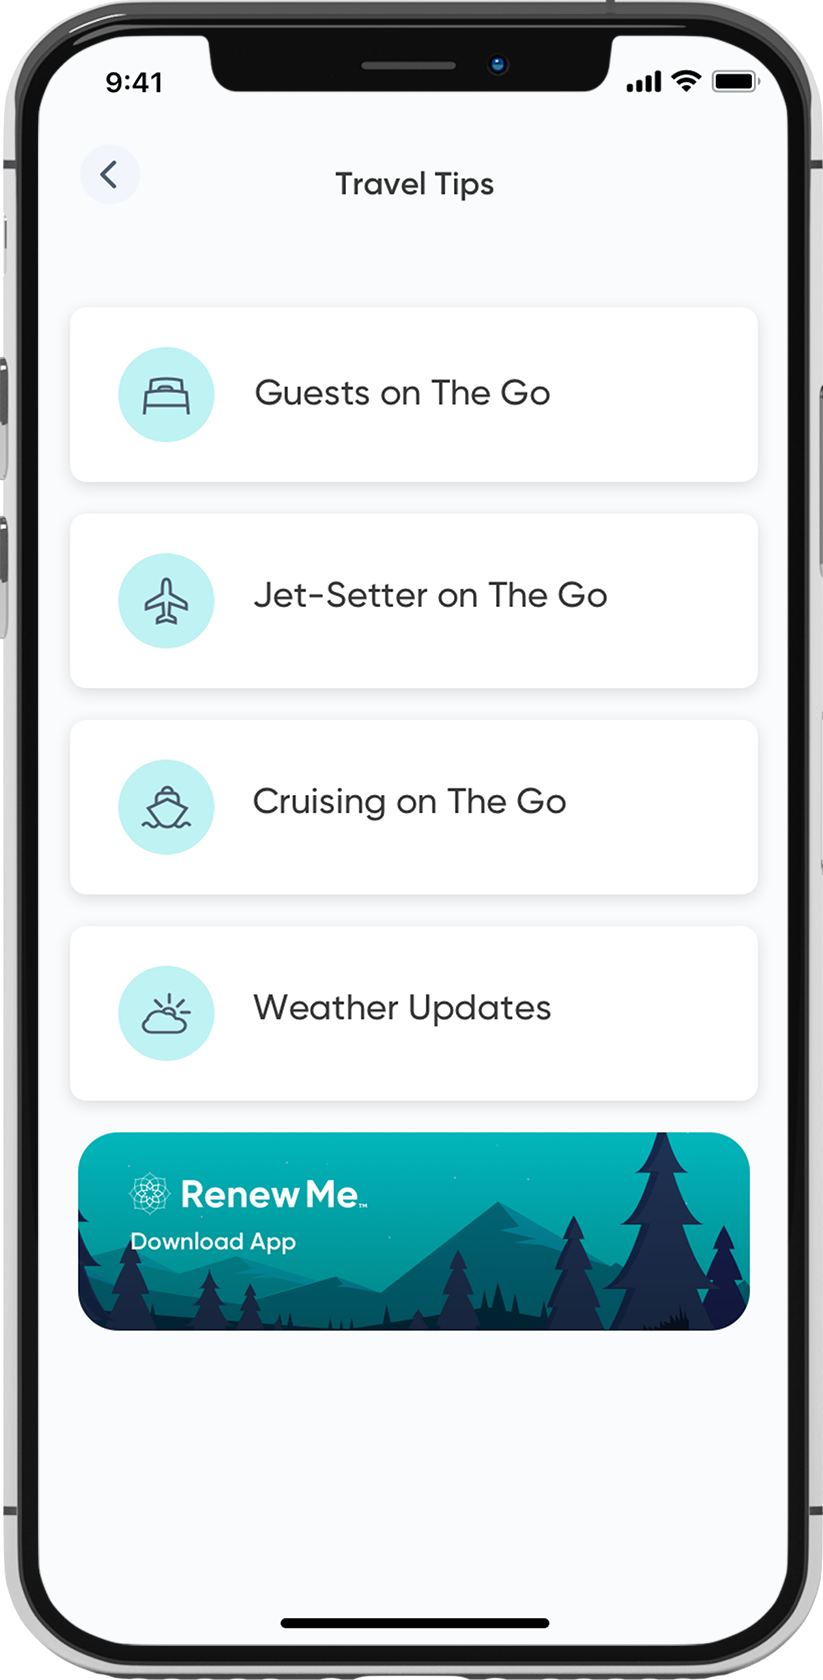 9:41
Travel Tips
Guests on The Go
Jet-Setter on The Go
Cruising on The Go
Weather Updates
Renew Me™
Download App